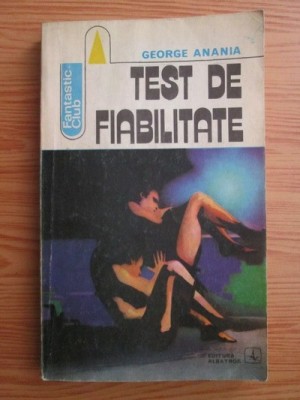 GEORGE ANANIA
TEST DE
FIABILITATE
Fantastic-
Club
EDITURA
ALBATROS